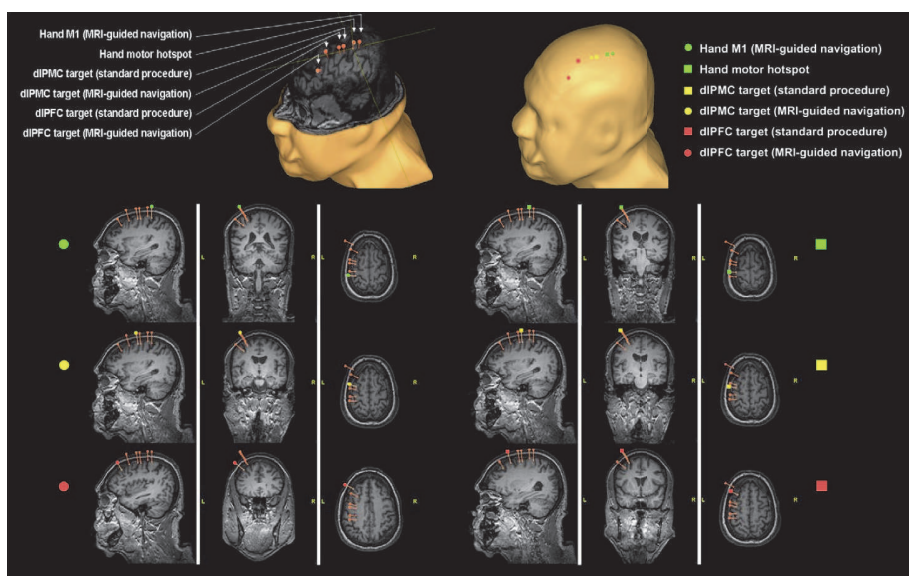 Hand M1 (MRI-guided navigation)
Hand motor hotspot
dlPMC target (standard procedure)
dlPMC target (MRI-guided navigation)
dlPFC target (standard procedure)
dlPFC target (MRI-guided navigation)
Hand M1 (MRI-guided navigation)
Hand motor hotspot
dlPMC target (standard procedure)
dlPMC target (MRI-guided navigation)
dlPFC target (standard procedure)
dlPFC target (MRI-guided navigation)
L R L R L R L R
L R L R L R L R
L R L R L R L R